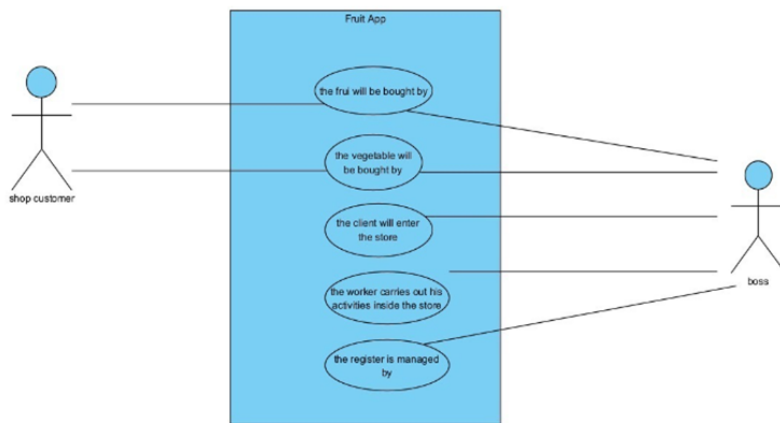 Fruit App
the frui will be bought by
the vegetable will
be bought by
shop customer
the client will enter
the store
boss
the worker carries out his
activities inside the store
the register is managed
by